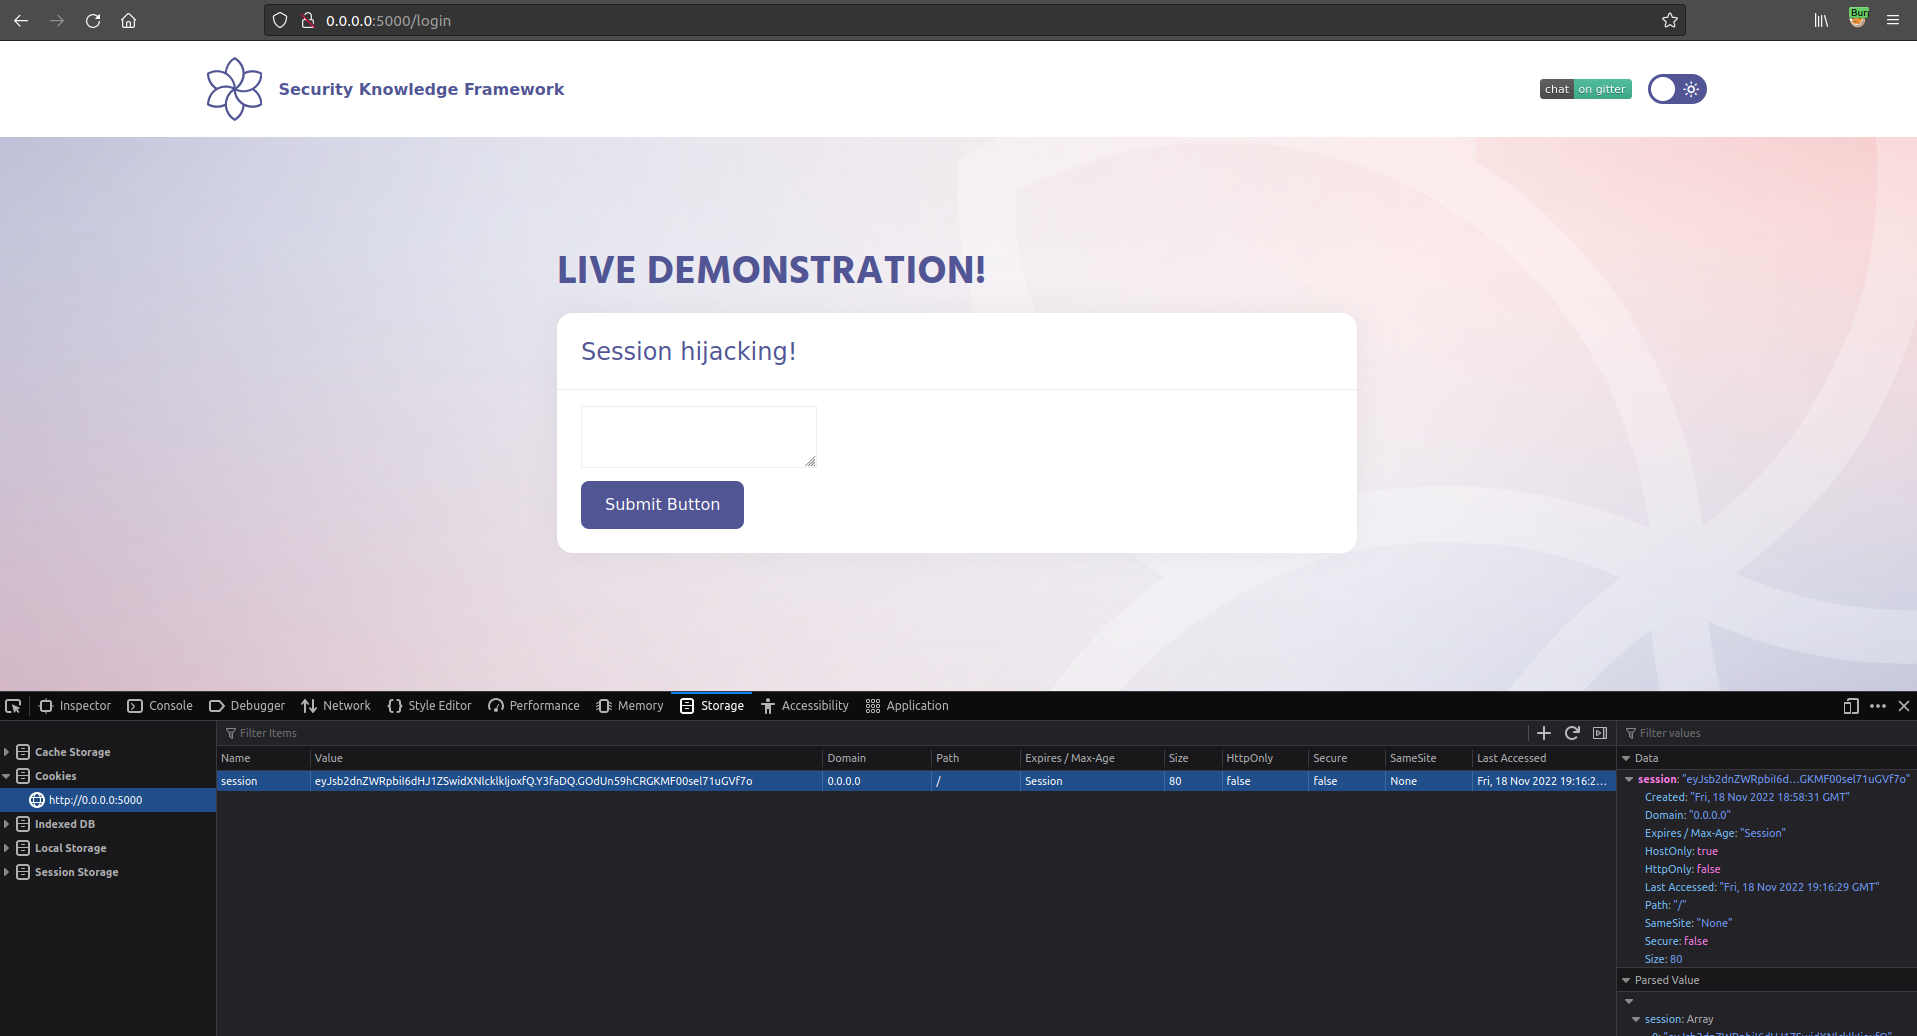 0.0.0.0:5000/login
Bur
Security Knowledge Framework
chat on gitter
LIVE DEMONSTRATION!
Session hijacking!
Submit Button
Inspector Console Debugger Network Style Editor Performance Memory Storage Accessibility Application
Filter Items
Filter values
Cache Storage
Cookies
http://0.0.0.0:5000
Indexed DB
Local Storage
Session Storage
Name Value Domain Path Expires / Max-Age Size HttpOnly Secure SameSite Last Accessed
session eyJsb2dnZWRpbiI6dHJ1ZSwidXNlcklkIjoxfQ.Y3faDQ.GOdUn59hCRGKMF00sel71uGVf7o 0.0.0.0 / Session 80 false false None Fri, 18 Nov 2022 19:16:2...
Data
session: "eyJsb2dnZWRpbiI6d...GKMF00sel71uGVf7o"
Created: "Fri, 18 Nov 2022 18:58:31 GMT"
Domain: "0.0.0.0"
Expires / Max-Age: "Session"
HostOnly: true
HttpOnly: false
Last Accessed: "Fri, 18 Nov 2022 19:16:29 GMT"
Path: "/"
SameSite: "None"
Secure: false
Size: 80
Parsed Value
session: Array